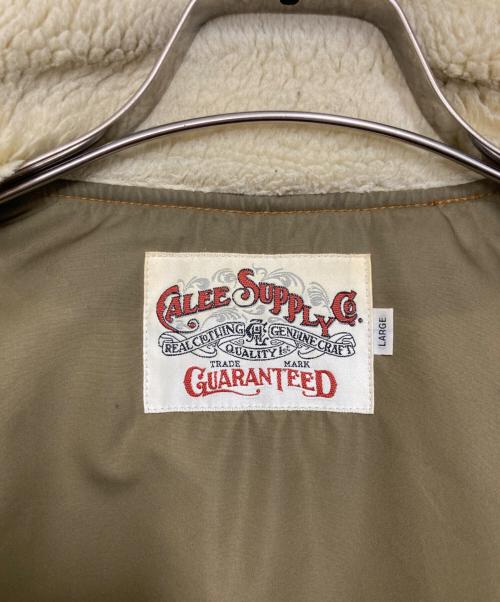 CALEE SUPPLY Co.
REAL CLOTHING GENUINE CRAFT
QUALITY
TRADE MARK
GUARANTEED
LARGE